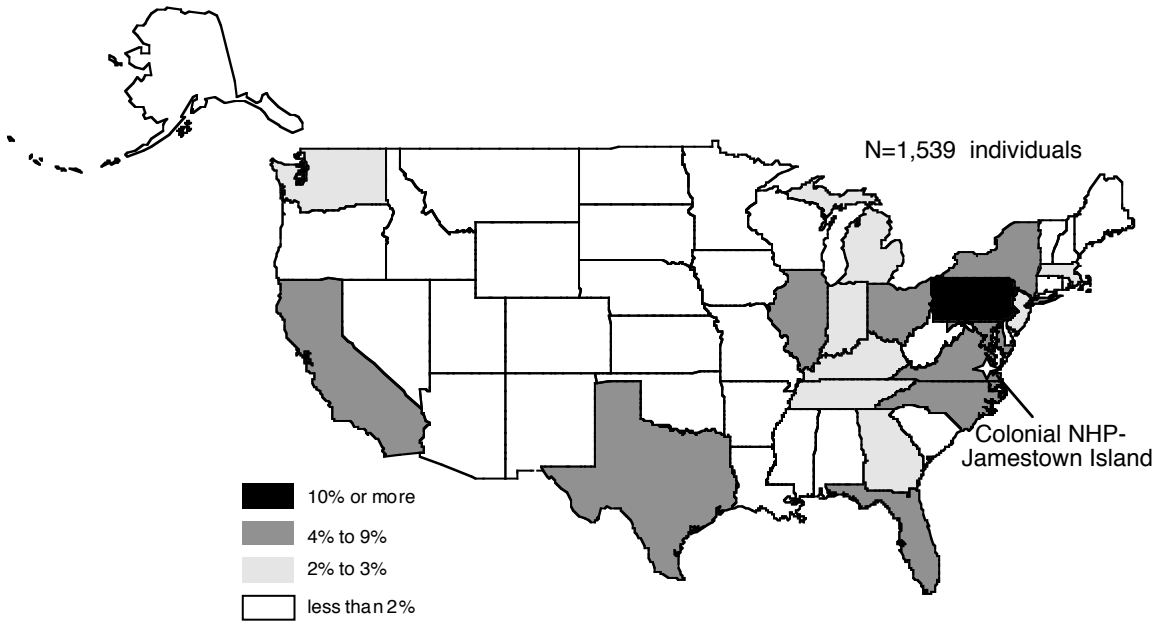 N=1,539 individuals
Colonial NHP-
Jamestown Island
10% or more
4% to 9%
2% to 3%
less than 2%